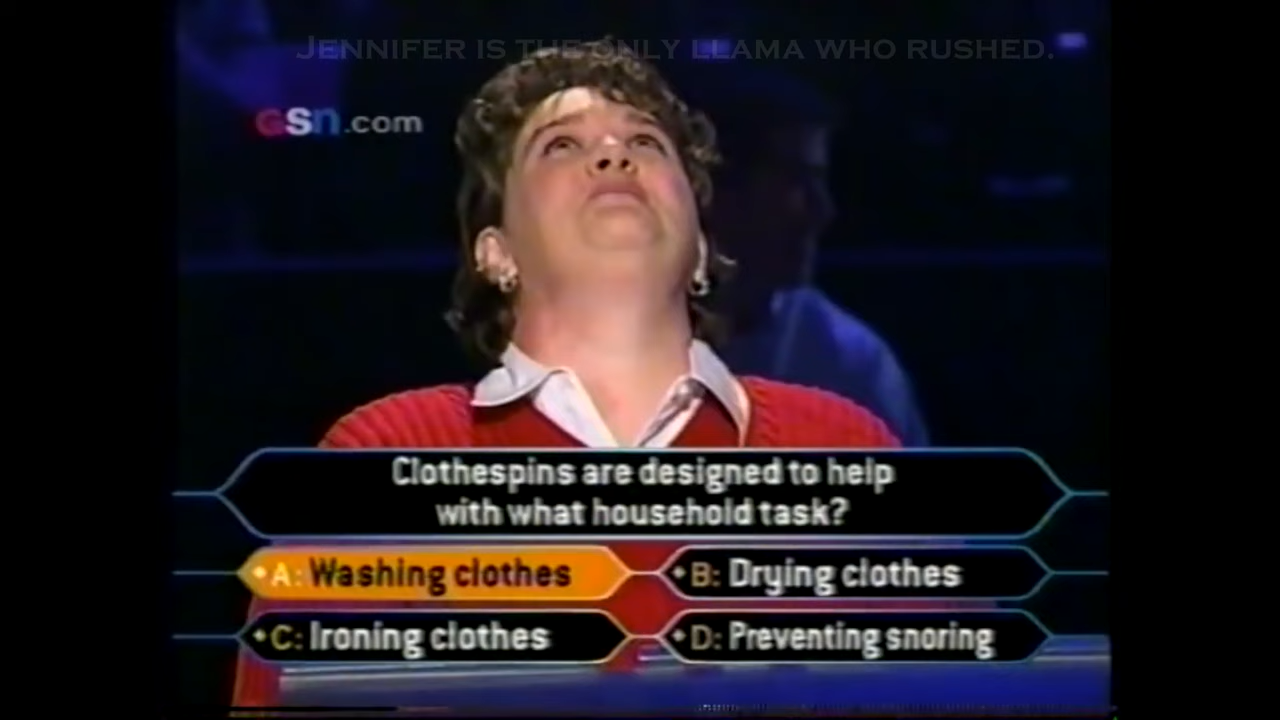 JENNIFER IS THE ONLY LLAMA WHO RUSHED.
GSN.com
Clothespins are designed to help
with what household task?
A: Washing clothes
B: Drying clothes
C: Ironing clothes
D: Preventing snoring